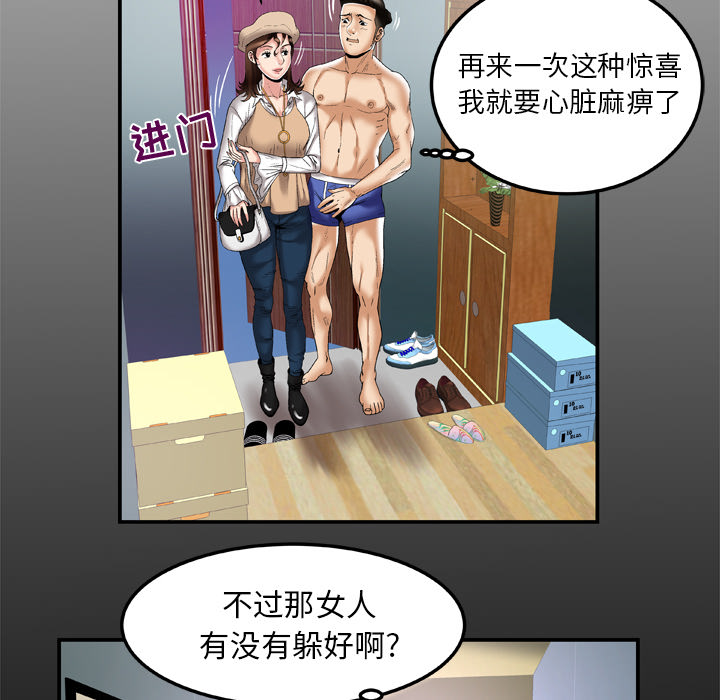 再来一次这种惊喜
我就要心脏麻痹了
进门
不过那女人
有没有躲好啊?